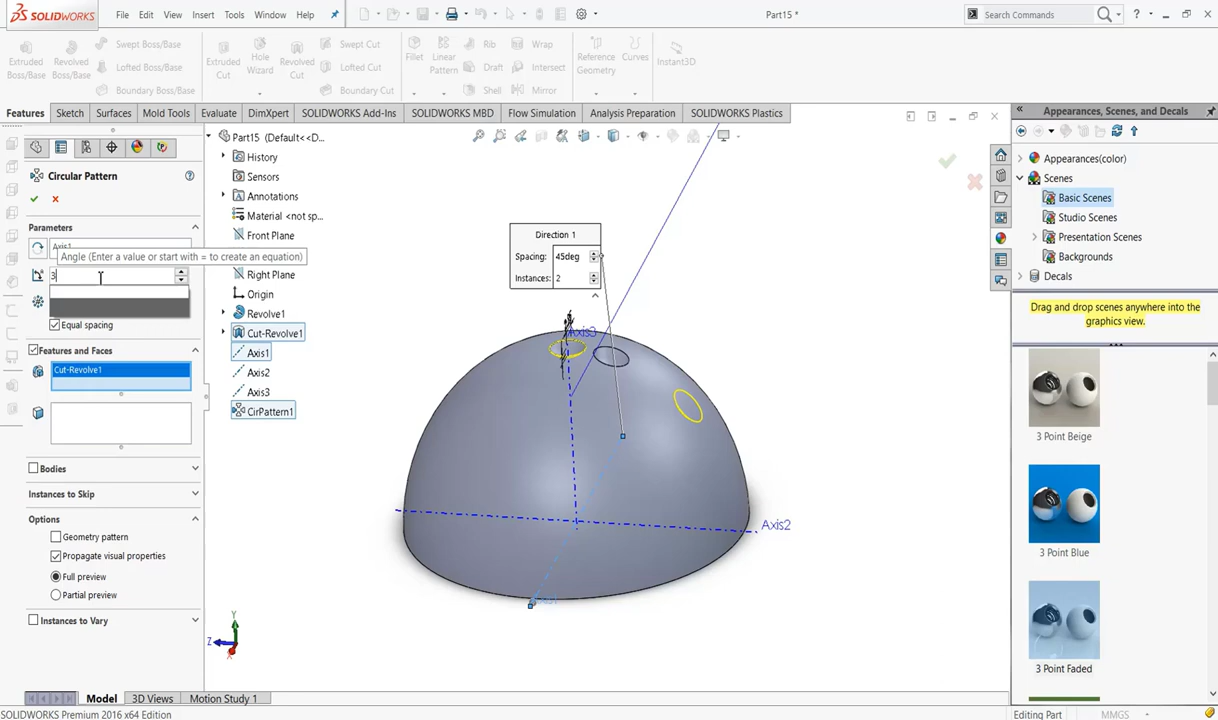 SOLIDWORKS File Edit View Insert Tools Window Help Part15 * Search Commands
Extruded Boss/Base Revolved Boss/Base Swept Boss/Base Lofted Boss/Base Boundary Boss/Base Extruded Cut Hole Wizard Revolved Cut Swept Cut Lofted Cut Boundary Cut Fillet Linear Pattern Rib Draft Shell Wrap Intersect Mirror Reference Geometry Curves Instant3D
Features Sketch Surfaces Mold Tools Evaluate DimXpert SOLIDWORKS Add-Ins SOLIDWORKS MBD Flow Simulation Analysis Preparation SOLIDWORKS Plastics
Circular Pattern
Parameters
Axis1
Angle (Enter a value or start with = to create an equation)
3
Equal spacing
Features and Faces
Cut-Revolve1
Bodies
Instances to Skip
Options
Geometry pattern
Propagate visual properties
Full preview
Partial preview
Instances to Vary
Part15 (Default<<D...
History
Sensors
Annotations
Material <not sp...
Front Plane
Right Plane
Origin
Revolve1
Cut-Revolve1
Axis1
Axis2
Axis3
CirPattern1
Direction 1
Spacing: 45deg
Instances: 2
Axis3
Axis2
Y
Z
X
Appearances, Scenes, and Decals
Appearances(color)
Scenes
Basic Scenes
Studio Scenes
Presentation Scenes
Backgrounds
Decals
Drag and drop scenes anywhere into the
graphics view.
3 Point Beige
3 Point Blue
3 Point Faded
Model 3D Views Motion Study 1
SOLIDWORKS Premium 2016 x64 Edition Editing Part MMGS